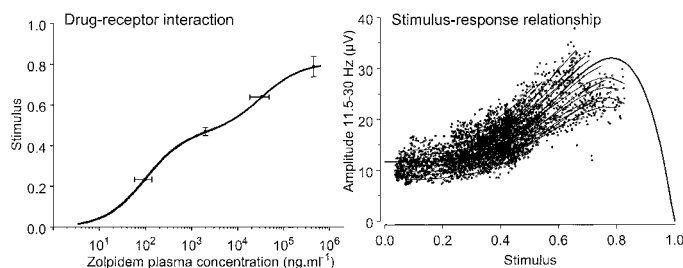 Drug-receptor interaction
Stimulus
1.0
0.8
0.6
0.4
0.2
0.0
10¹ 10² 10³ 10⁴ 10⁵ 10⁶
Zolpidem plasma concentration (ng.ml⁻¹)
Stimulus-response relationship
Amplitude 11.5-30 Hz (µV)
40
30
20
10
0
0.0 0.2 0.4 0.6 0.8 1.0
Stimulus